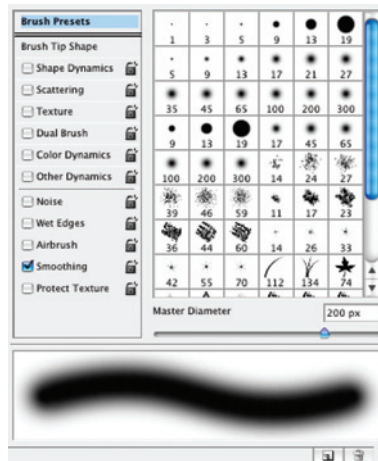 Brush Presets
Brush Tip Shape
Shape Dynamics
Scattering
Texture
Dual Brush
Color Dynamics
Other Dynamics
Noise
Wet Edges
Airbrush
Smoothing
Protect Texture
1 3 5 9 13 19
5 9 13 17 21 27
35 45 65 100 200 300
9 13 19 17 45 65
100 200 300 14 24 27
39 46 59 11 17 23
36 44 60 14 26 33
42 55 70 112 134 74
Master Diameter 200 px